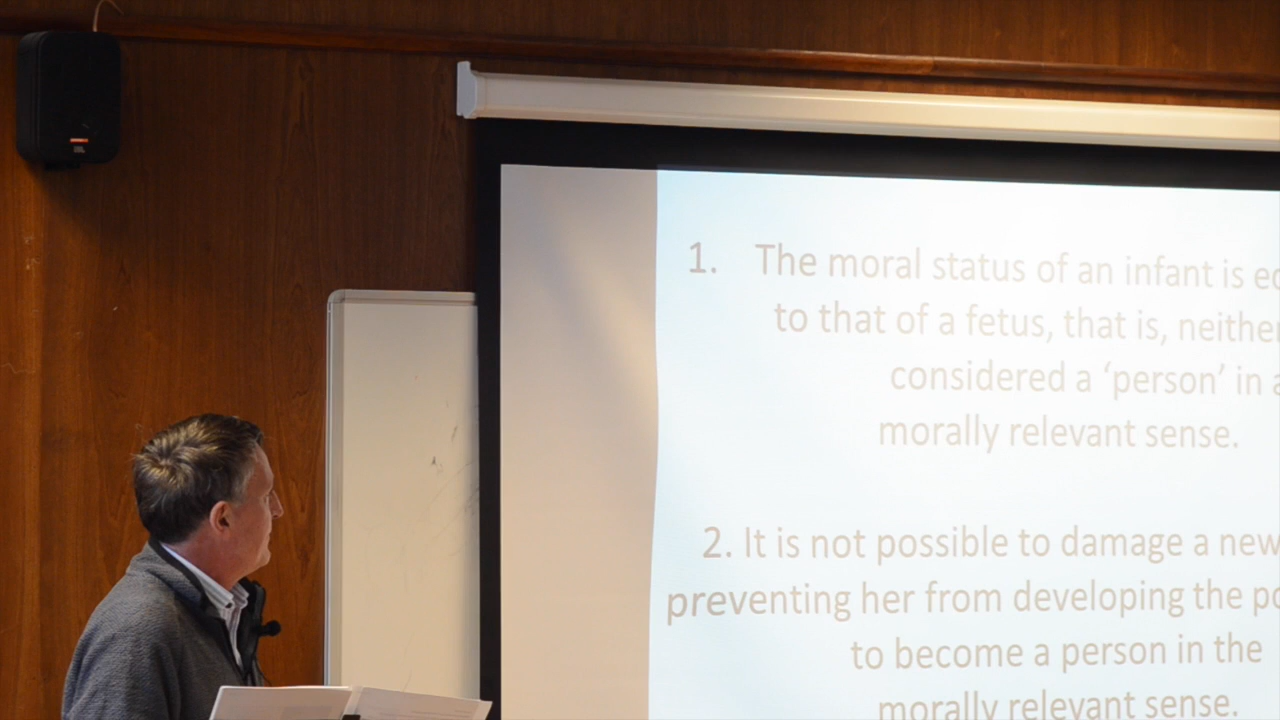 1. The moral status of an infant is
to that of a fetus, that is,
considered a ‘person’ in
morally relevant sense.
2. It is not possible to damage a
preventing her from developing the
to become a person in the
morally relevant sense.